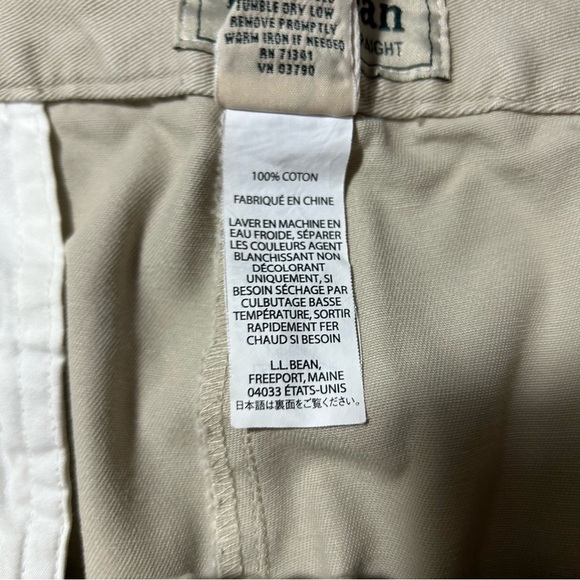 TUMBLE DRY LOW
REMOVE PROMPTLY
WARM IRON IF NEEDED
RN 71341
VN 03790
100% COTON
FABRIQUÉ EN CHINE
LAVER EN MACHINE EN
EAU FROIDE, SÉPARER
LES COULEURS AGENT
BLANCHISSANT NON
DÉCOLORANT
UNIQUEMENT, SI
BESOIN SÉCHAGE PAR
CULBUTAGE BASSE
TEMPÉRATURE, SORTIR
RAPIDEMENT FER
CHAUD SI BESOIN
L.L.BEAN,
FREEPORT, MAINE
04033 ÉTATS-UNIS
日本語は裏面をご覧ください。